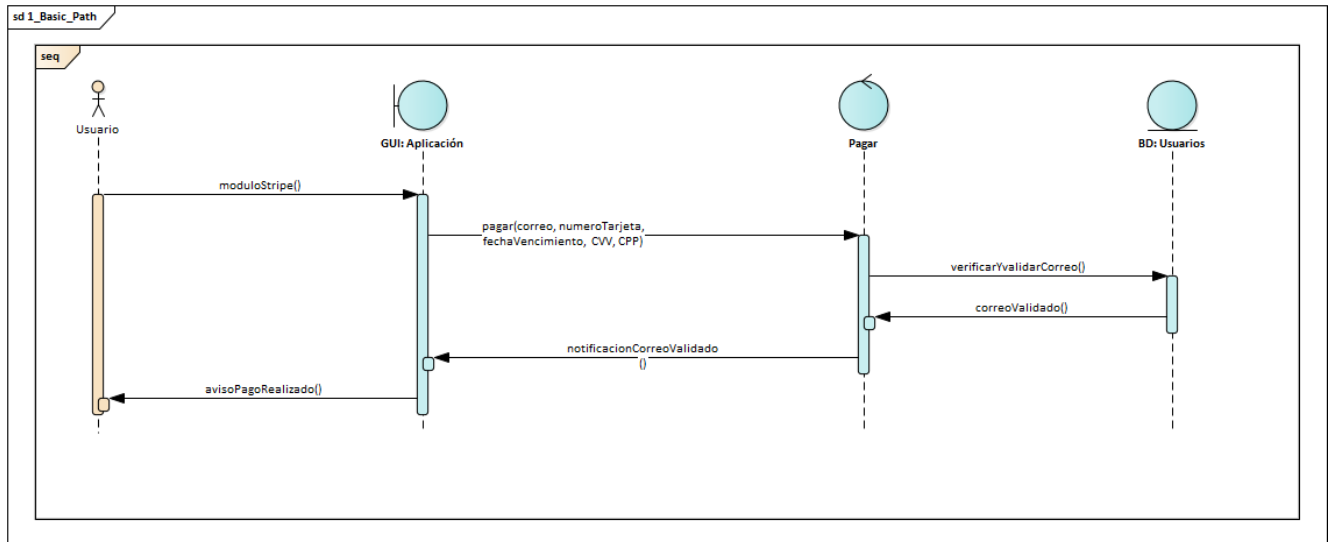 sd 1_Basic_Path
seq
Usuario
GUI: Aplicación
Pagar
BD: Usuarios
moduloStripe()
pagar(correo, numeroTarjeta,
fechaVencimiento, CVV, CPP)
verificarYvalidarCorreo()
correoValidado()
notificacionCorreoValidado
()
avisoPagoRealizado()